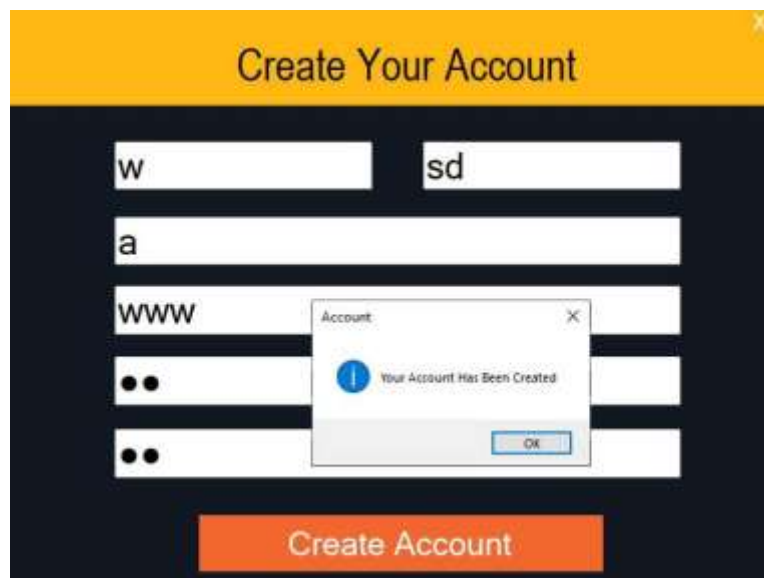 X
Create Your Account
w sd
a
www
Account
Your Account Has Been Created
OK
●●
●●
Create Account